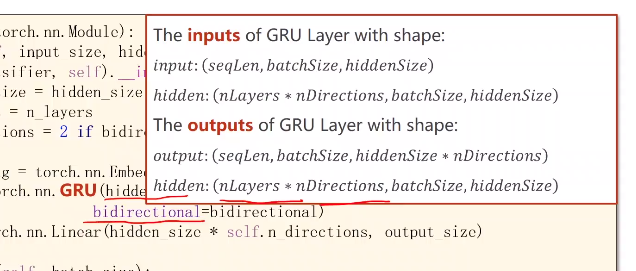 torch.nn.Module):
, input_size, hid
sifier, self).__i
size = hidden_size
= n_layers
ions = 2 if bidir
g = torch.nn.Embe
orch.nn.GRU(hidde
bidirectional=bidirectional)
ch.nn.Linear(hidden_size * self.n_directions, output_size)
The inputs of GRU Layer with shape:
input: (seqLen, batchSize, hiddenSize)
hidden: (nLayers * nDirections, batchSize, hiddenSize)
The outputs of GRU Layer with shape:
output: (seqLen, batchSize, hiddenSize * nDirections)
hidden: (nLayers * nDirections, batchSize, hiddenSize)